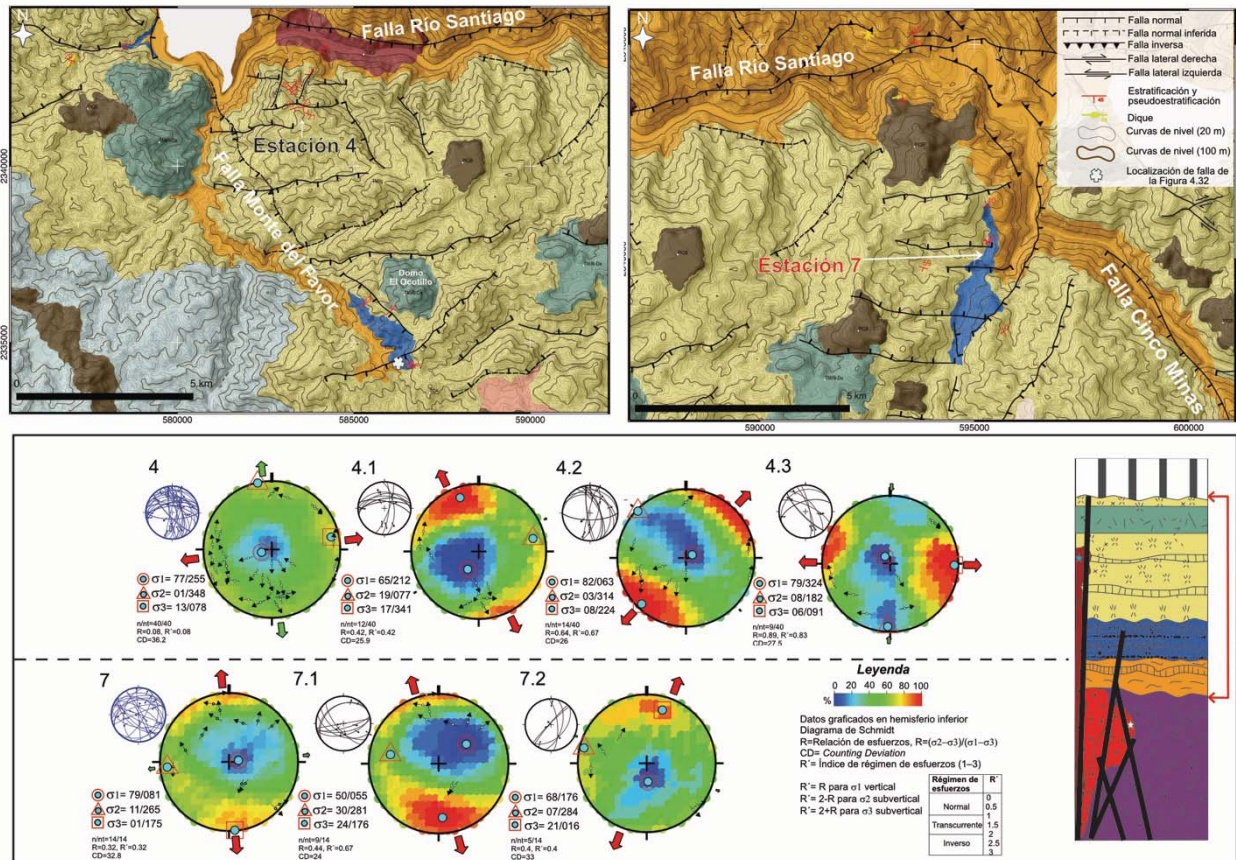 N
Falla Río Santiago
Estación 4
Falla Monte del Favor
Domo
El Ocotillo
2340000
2335000
0
5 km
580000
585000
590000
N
Falla Río Santiago
Estación 7
Falla Cinco Minas
0
5 km
590000
595000
600000
Falla normal
Falla normal inferida
Falla inversa
Falla lateral derecha
Falla lateral izquierda
Estratificación y
pseudoestratificación
Dique
Curvas de nivel (20 m)
Curvas de nivel (100 m)
Localización de falla de
la Figura 4.32
4
σ1= 77/255
σ2= 01/348
σ3= 13/078
n/nt=40/40
R=0.08, R´=0.08
CD=36.2
4.1
σ1= 65/212
σ2= 19/077
σ3= 17/341
n/nt=12/40
R=0.42, R´=0.42
CD=25.9
4.2
σ1= 82/063
σ2= 03/314
σ3= 08/224
n/nt=14/40
R=0.64, R´=0.67
CD=26
4.3
σ1= 79/324
σ2= 08/182
σ3= 06/091
n/nt=9/40
R=0.89, R´=0.83
CD=27.5
7
σ1= 79/081
σ2= 11/265
σ3= 01/175
n/nt=14/14
R=0.32, R´=0.32
CD=32.8
7.1
σ1= 50/055
σ2= 30/281
σ3= 24/176
n/nt=9/14
R=0.44, R´=0.67
CD=24
7.2
σ1= 68/176
σ2= 07/284
σ3= 21/016
n/nt=5/14
R=0.4, R´=0.4
CD=33
Leyenda
0 20 40 60 80 100
%
Datos graficados en hemisferio inferior
Diagrama de Schmidt
R=Relación de esfuerzos, R=(σ2−σ3)/(σ1−σ3)
CD= Counting Deviation
R´= Índice de régimen de esfuerzos (1–3)
R´= R para σ1 vertical
R´= 2-R para σ2 subvertical
R´= 2+R para σ3 subvertical
Régimen de esfuerzos R´
0
Normal 0.5
1
Transcurrente 1.5
2
Inverso 2.5
3